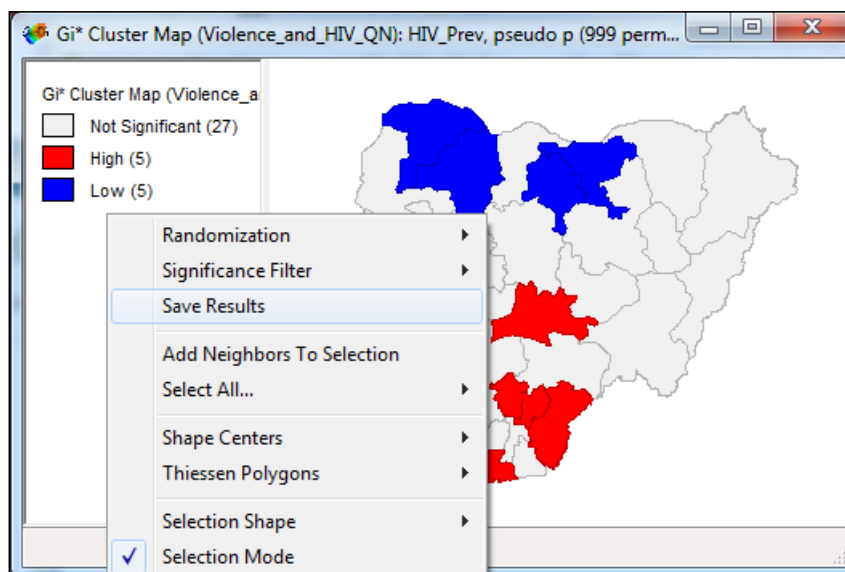 Gi* Cluster Map (Violence_and_HIV_QN): HIV_Prev, pseudo p (999 perm...
Gi* Cluster Map (Violence_a
Not Significant (27)
High (5)
Low (5)
Randomization
Significance Filter
Save Results
Add Neighbors To Selection
Select All...
Shape Centers
Thiessen Polygons
Selection Shape
Selection Mode